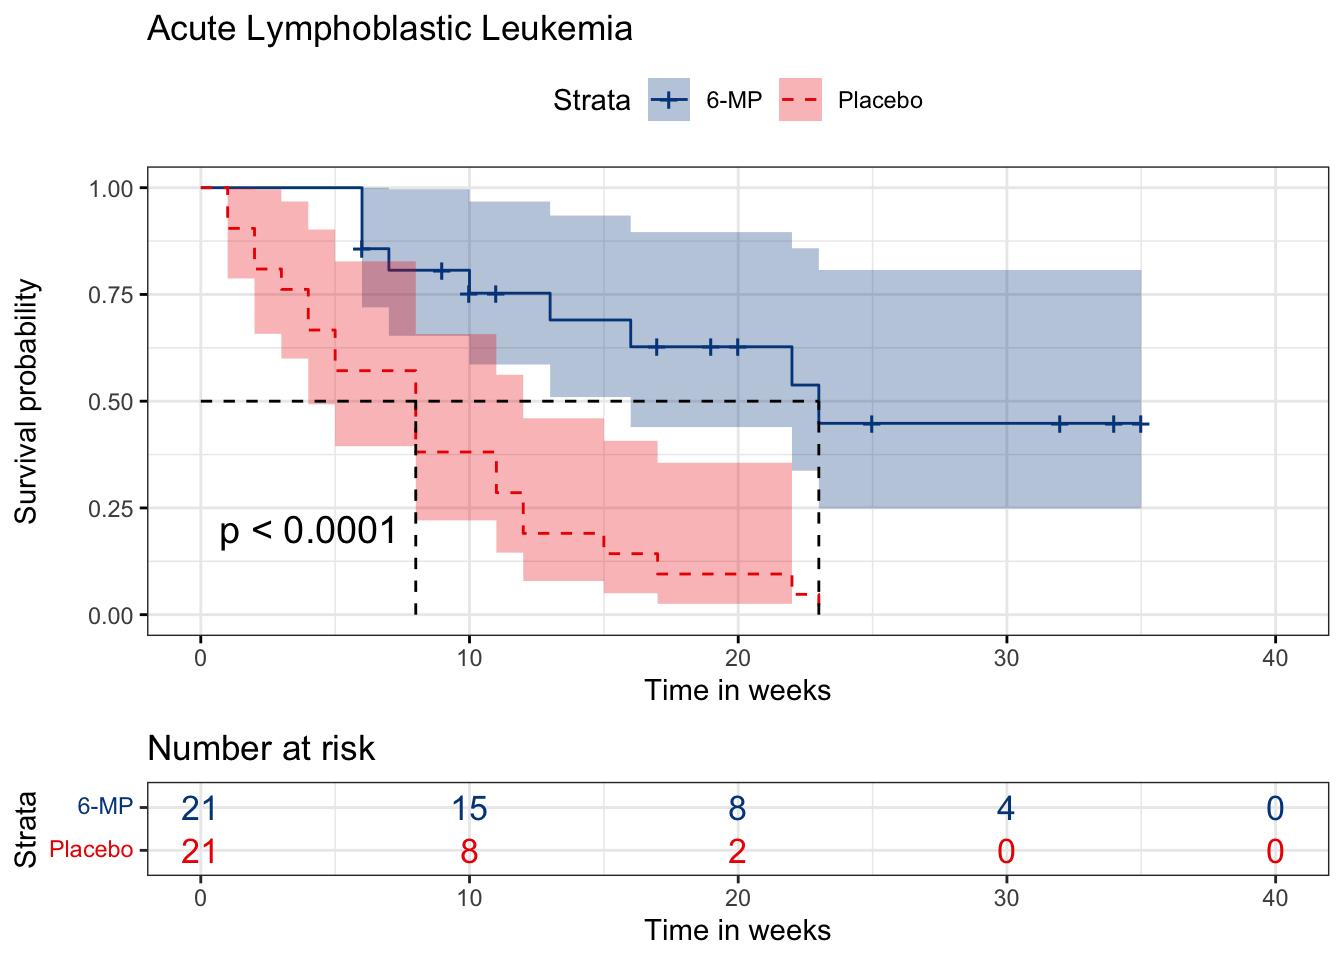 Acute Lymphoblastic Leukemia
Strata 6-MP Placebo
Survival probability
1.00
0.75
0.50
0.25
0.00
p < 0.0001
0 10 20 30 40
Time in weeks
Number at risk
Strata
6-MP 21 15 8 4 0
Placebo 21 8 2 0 0
0 10 20 30 40
Time in weeks